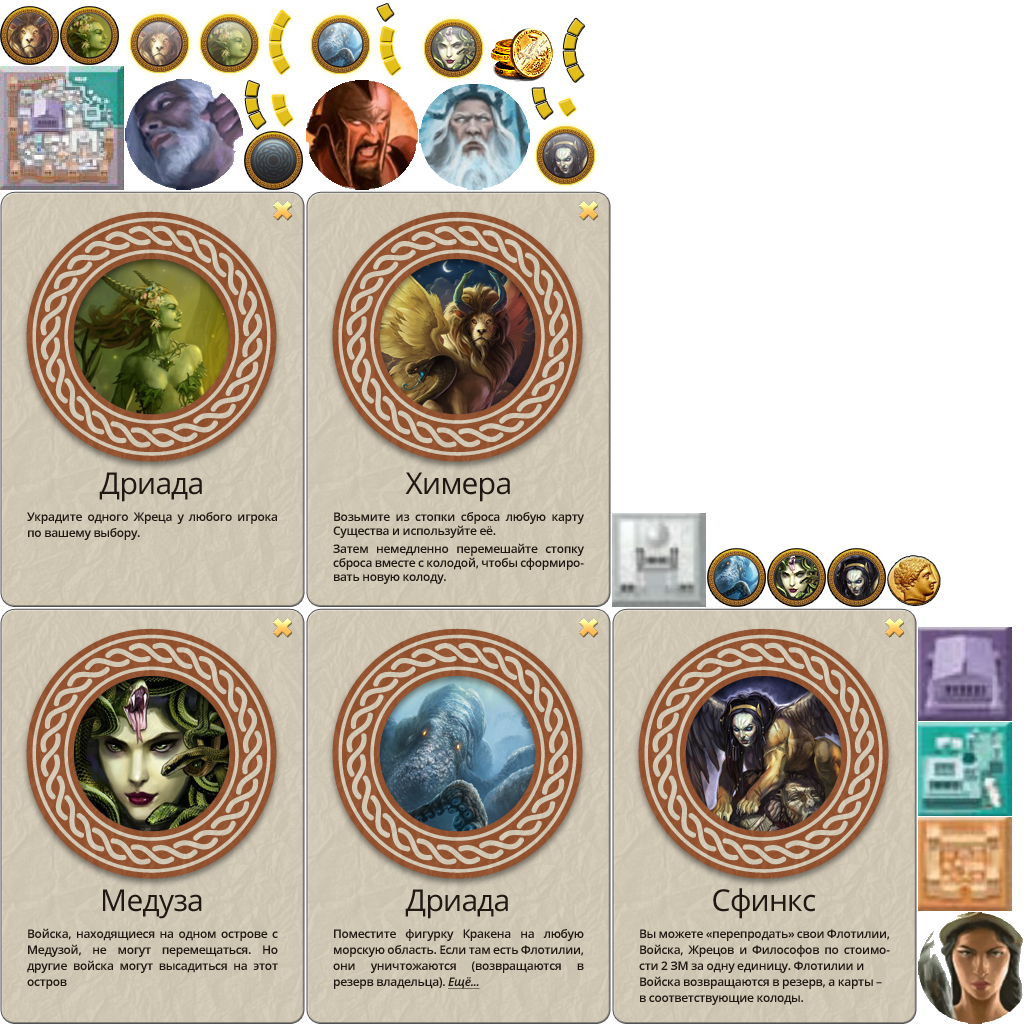 Дриада
Украдите одного Жреца у любого игрока
по вашему выбору.
Химера
Возьмите из стопки сброса любую карту
Существа и используйте её.
Затем немедленно перемешайте стопку
сброса вместе с колодой, чтобы сформиро-
вать новую колоду.
Медуза
Войска, находящиеся на одном острове с
Медузой, не могут перемещаться. Но
другие войска могут высадиться на этот
остров
Дриада
Поместите фигурку Кракена на любую
морскую область. Если там есть Флотилии,
они уничтожаются (возвращаются в
резерв владельца). Ещё...
Сфинкс
Вы можете «перепродать» свои Флотилии,
Войска, Жрецов и Философов по стоимо-
сти 2 ЗМ за одну единицу. Флотилии и
Войска возвращаются в резерв, а карты –
в соответствующие колоды.